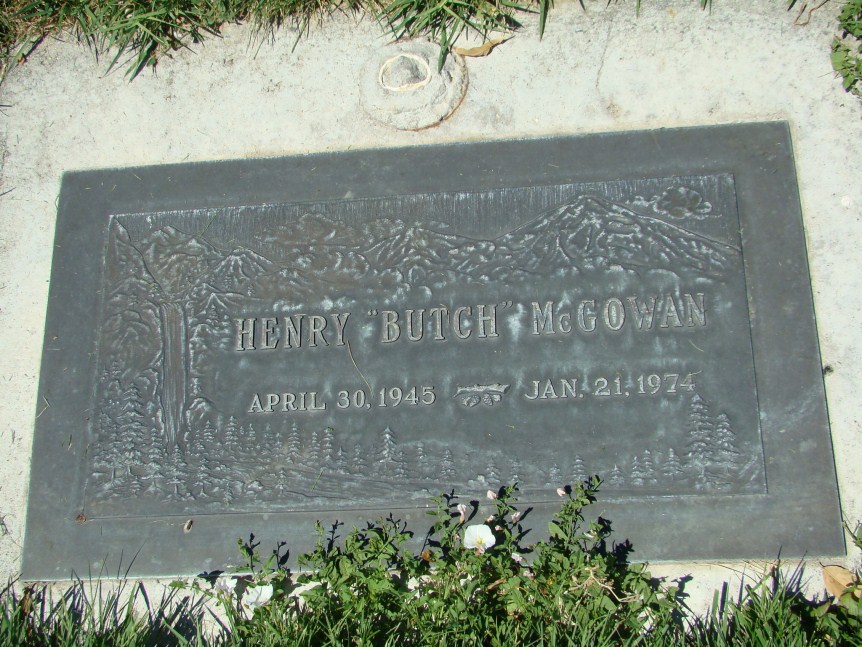 HENRY "BUTCH" McGOWAN
APRIL 30, 1945 JAN. 21, 1974